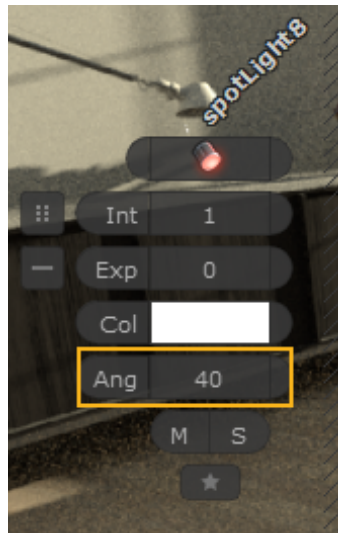 spotLight8
Int 1
Exp 0
Col
Ang 40
M S